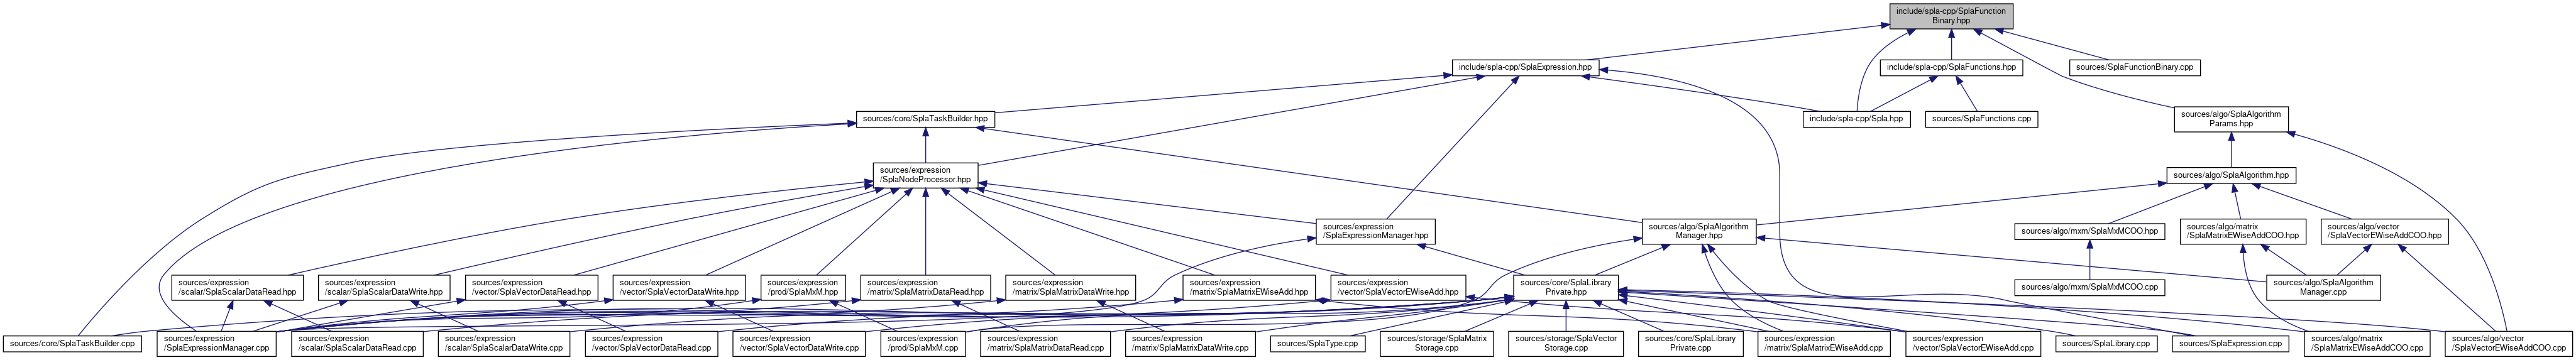 include/spla-cpp/SplaFunction
Binary.hpp
include/spla-cpp/SplaExpression.hpp
include/spla-cpp/SplaFunctions.hpp
sources/SplaFunctionBinary.cpp
sources/core/SplaTaskBuilder.hpp
include/spla-cpp/Spla.hpp
sources/SplaFunctions.cpp
sources/algo/SplaAlgorithm
Params.hpp
sources/expression
/SplaNodeProcessor.hpp
sources/algo/SplaAlgorithm.hpp
sources/expression
/SplaExpressionManager.hpp
sources/algo/SplaAlgorithm
Manager.hpp
sources/algo/mxm/SplaMxMCOO.hpp
sources/algo/matrix
/SplaMatrixEWiseAddCOO.hpp
sources/algo/vector
/SplaVectorEWiseAddCOO.hpp
sources/expression
/scalar/SplaScalarDataRead.hpp
sources/expression
/scalar/SplaScalarDataWrite.hpp
sources/expression
/vector/SplaVectorDataRead.hpp
sources/expression
/vector/SplaVectorDataWrite.hpp
sources/expression
/prod/SplaMxM.hpp
sources/expression
/matrix/SplaMatrixDataRead.hpp
sources/expression
/matrix/SplaMatrixDataWrite.hpp
sources/expression
/matrix/SplaMatrixEWiseAdd.hpp
sources/expression
/vector/SplaVectorEWiseAdd.hpp
sources/core/SplaLibrary
Private.hpp
sources/algo/mxm/SplaMxMCOO.cpp
sources/algo/SplaAlgorithm
Manager.cpp
sources/core/SplaTaskBuilder.cpp
sources/expression
/SplaExpressionManager.cpp
sources/expression
/scalar/SplaScalarDataRead.cpp
sources/expression
/scalar/SplaScalarDataWrite.cpp
sources/expression
/vector/SplaVectorDataRead.cpp
sources/expression
/vector/SplaVectorDataWrite.cpp
sources/expression
/prod/SplaMxM.cpp
sources/expression
/matrix/SplaMatrixDataRead.cpp
sources/expression
/matrix/SplaMatrixDataWrite.cpp
sources/SplaType.cpp
sources/storage/SplaMatrix
Storage.cpp
sources/storage/SplaVector
Storage.cpp
sources/core/SplaLibrary
Private.cpp
sources/expression
/matrix/SplaMatrixEWiseAdd.cpp
sources/expression
/vector/SplaVectorEWiseAdd.cpp
sources/SplaLibrary.cpp
sources/SplaExpression.cpp
sources/algo/matrix
/SplaMatrixEWiseAddCOO.cpp
sources/algo/vector
/SplaVectorEWiseAddCOO.cpp